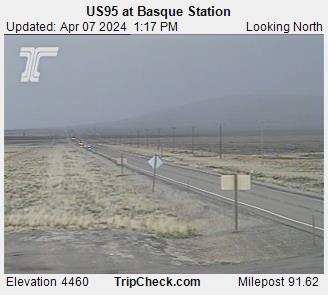 US95 at Basque Station
Updated: Apr 07 2024 1:17 PM Looking North
Elevation 4460 TripCheck.com Milepost 91.62